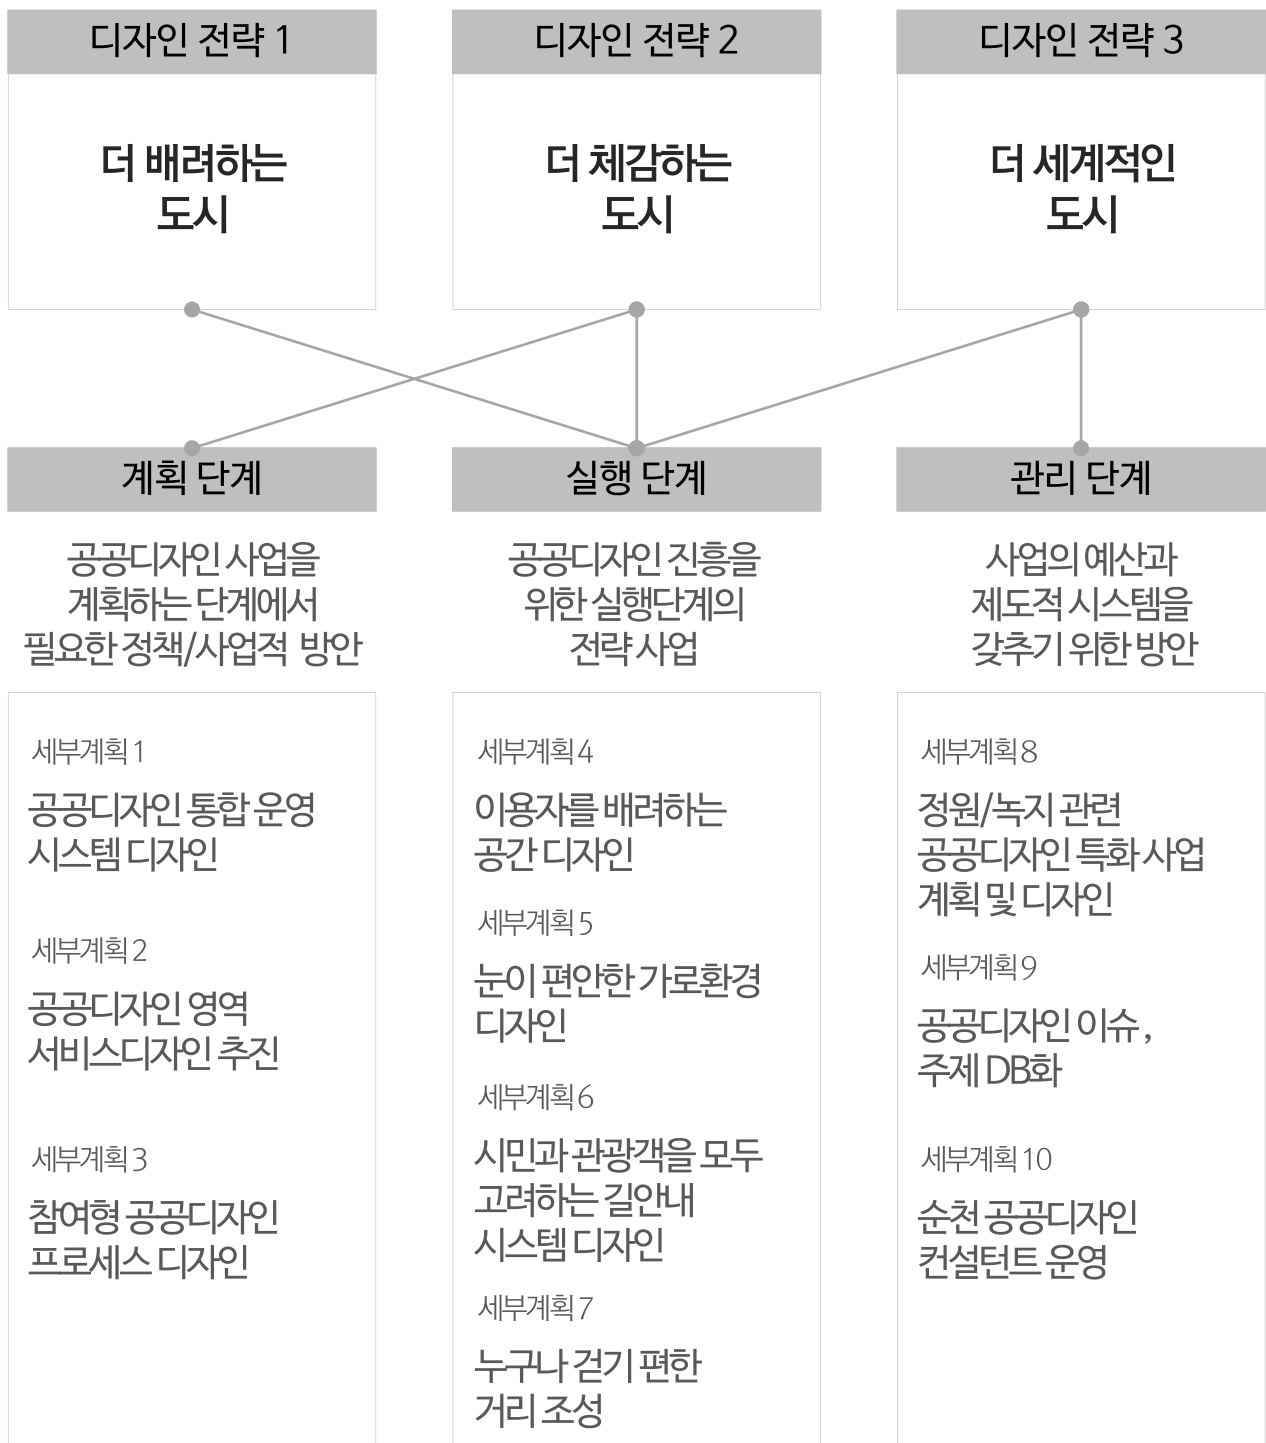 디자인 전략 1
더 배려하는
도시
디자인 전략 2
더 체감하는
도시
디자인 전략 3
더 세계적인
도시
계획 단계
공공디자인 사업을
계획하는 단계에서
필요한 정책/사업적 방안
세부계획 1
공공디자인 통합 운영
시스템 디자인
세부계획 2
공공디자인 영역
서비스디자인 추진
세부계획 3
참여형 공공디자인
프로세스 디자인
실행 단계
공공디자인 진흥을
위한 실행단계의
전략 사업
세부계획 4
이용자를 배려하는
공간 디자인
세부계획 5
눈이 편안한 가로환경
디자인
세부계획 6
시민과 관광객을 모두
고려하는 길안내
시스템 디자인
세부계획 7
누구나 걷기 편한
거리 조성
관리 단계
사업의 예산과
제도적 시스템을
갖추기 위한 방안
세부계획 8
정원/녹지 관련
공공디자인 특화 사업
계획 및 디자인
세부계획 9
공공디자인 이슈,
주제 DB화
세부계획 10
순천 공공디자인
컨설턴트 운영